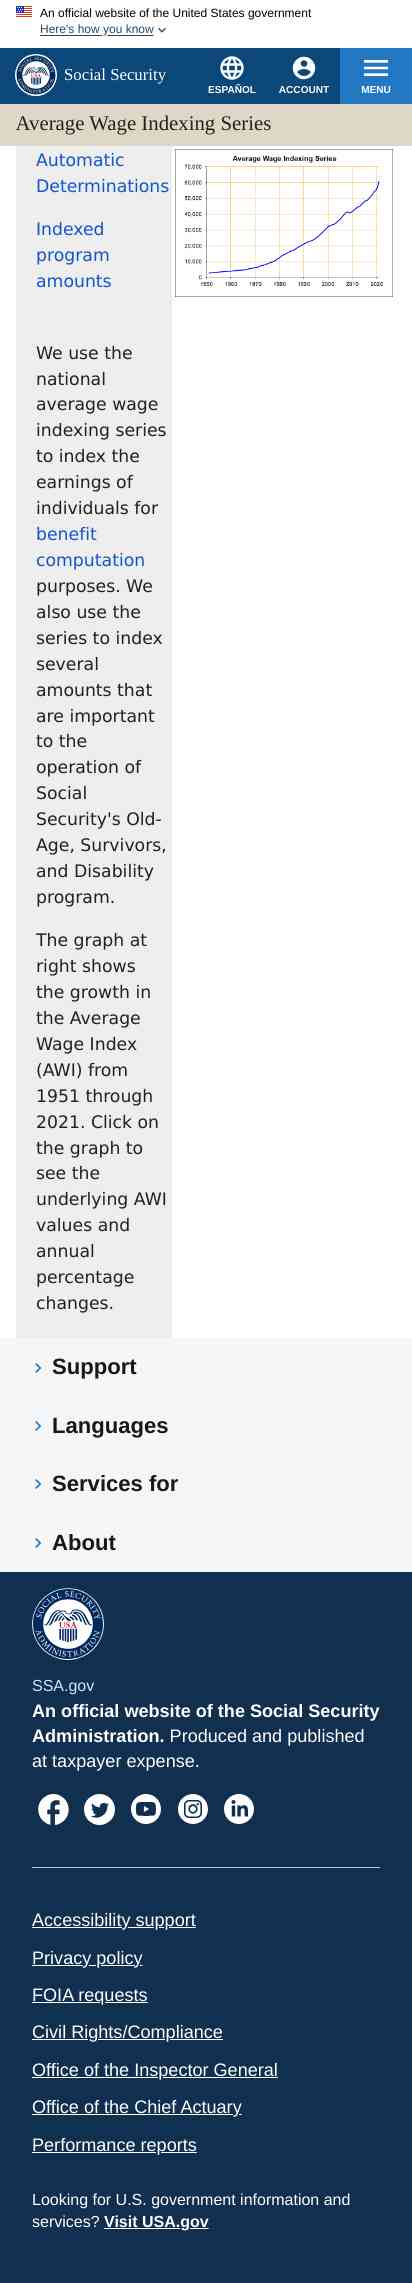 An official website of the United States government
Here's how you know
Social Security
ESPAÑOL
ACCOUNT
MENU
Average Wage Indexing Series
Automatic
Determinations
Indexed
program
amounts
We use the
national
average wage
indexing series
to index the
earnings of
individuals for
benefit
computation
purposes. We
also use the
series to index
several
amounts that
are important
to the
operation of
Social
Security's Old-
Age, Survivors,
and Disability
program.
The graph at
right shows
the growth in
the Average
Wage Index
(AWI) from
1951 through
2021. Click on
the graph to
see the
underlying AWI
values and
annual
percentage
changes.
Average Wage Indexing Series
70,000
60,000
50,000
40,000
30,000
20,000
10,000
0
1950 1960 1970 1980 1990 2000 2010 2020
Support
Languages
Services for
About
SOCIAL SECURITY
USA
ADMINISTRATION
SSA.gov
An official website of the Social Security
Administration. Produced and published
at taxpayer expense.
Accessibility support
Privacy policy
FOIA requests
Civil Rights/Compliance
Office of the Inspector General
Office of the Chief Actuary
Performance reports
Looking for U.S. government information and
services? Visit USA.gov